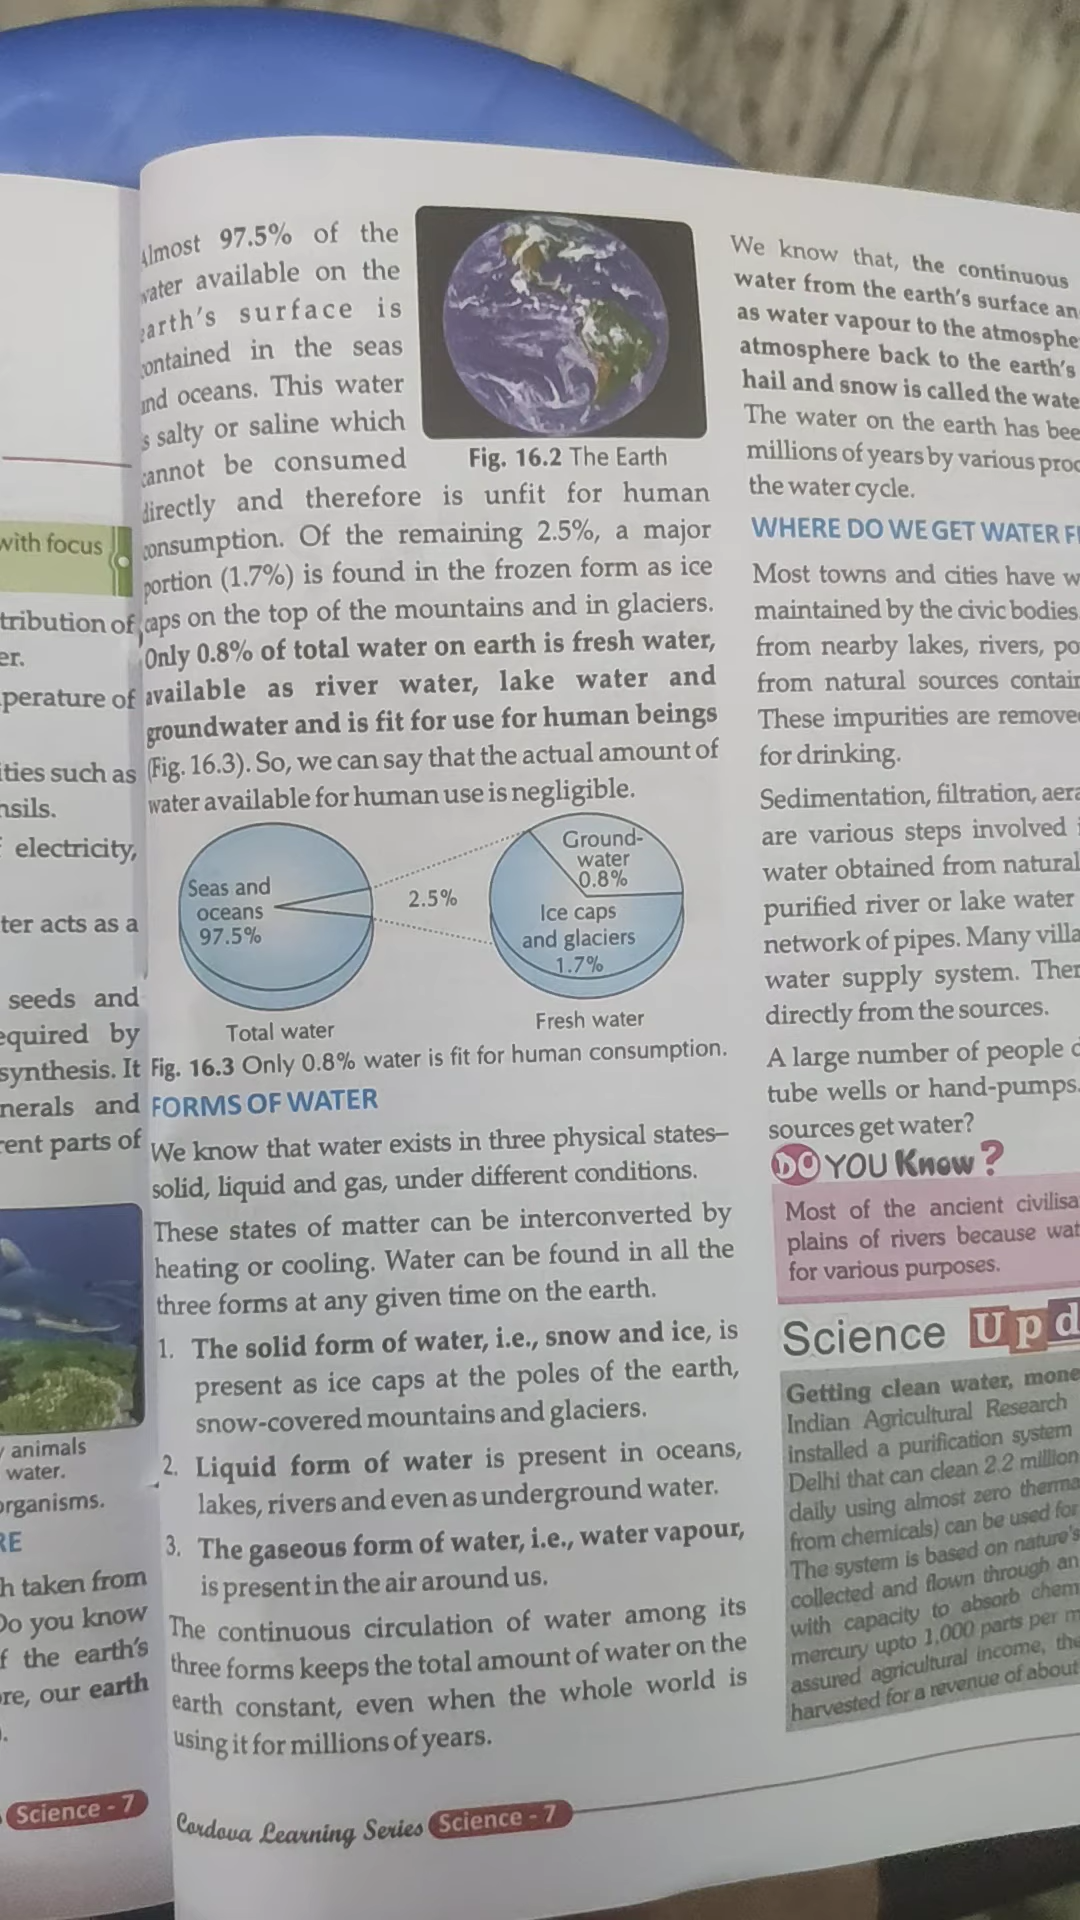 with focus
tribution of
er.
perature of
ities such as
nsils.
electricity,
ter acts as a
seeds and
equired by
synthesis. It
nerals and
rent parts of
animals
water.
organisms.
RE
h taken from
Do you know
f the earth's
ore, our earth
Science - 7
Almost 97.5% of the
water available on the
earth's surface is
contained in the seas
and oceans. This water
is salty or saline which
cannot be consumed
directly and therefore is unfit for human
consumption. Of the remaining 2.5%, a major
portion (1.7%) is found in the frozen form as ice
caps on the top of the mountains and in glaciers.
Only 0.8% of total water on earth is fresh water,
available as river water, lake water and
groundwater and is fit for use for human beings
(Fig. 16.3). So, we can say that the actual amount of
water available for human use is negligible.
Fig. 16.2 The Earth
Seas and
oceans
97.5%
2.5%
Ground-
water
0.8%
Ice caps
and glaciers
1.7%
Total water
Fresh water
Fig. 16.3 Only 0.8% water is fit for human consumption.
FORMS OF WATER
We know that water exists in three physical states–
solid, liquid and gas, under different conditions.
These states of matter can be interconverted by
heating or cooling. Water can be found in all the
three forms at any given time on the earth.
1. The solid form of water, i.e., snow and ice, is
present as ice caps at the poles of the earth,
snow-covered mountains and glaciers.
2. Liquid form of water is present in oceans,
lakes, rivers and even as underground water.
3. The gaseous form of water, i.e., water vapour,
is present in the air around us.
The continuous circulation of water among its
three forms keeps the total amount of water on the
earth constant, even when the whole world is
using it for millions of years.
Cordova Learning Series Science - 7
We know that, the continuous
water from the earth's surface an
as water vapour to the atmosphe
atmosphere back to the earth's
hail and snow is called the wate
The water on the earth has bee
millions of years by various proc
the water cycle.
WHERE DO WE GET WATER F
Most towns and cities have w
maintained by the civic bodies.
from nearby lakes, rivers, po
from natural sources contain
These impurities are remove
for drinking.
Sedimentation, filtration, aera
are various steps involved i
water obtained from natural
purified river or lake water
network of pipes. Many villa
water supply system. Ther
directly from the sources.
A large number of people
tube wells or hand-pumps.
sources get water?
DO YOU Know?
Most of the ancient civilisa
plains of rivers because wat
for various purposes.
Science Upd
Getting clean water, mone
Indian Agricultural Research
installed a purification system
Delhi that can clean 2.2 million
daily using almost zero therma
from chemicals) can be used for
The system is based on nature's
collected and flown through an
with capacity to absorb chem
mercury upto 1,000 parts per m
assured agricultural income, the
harvested for a revenue of about